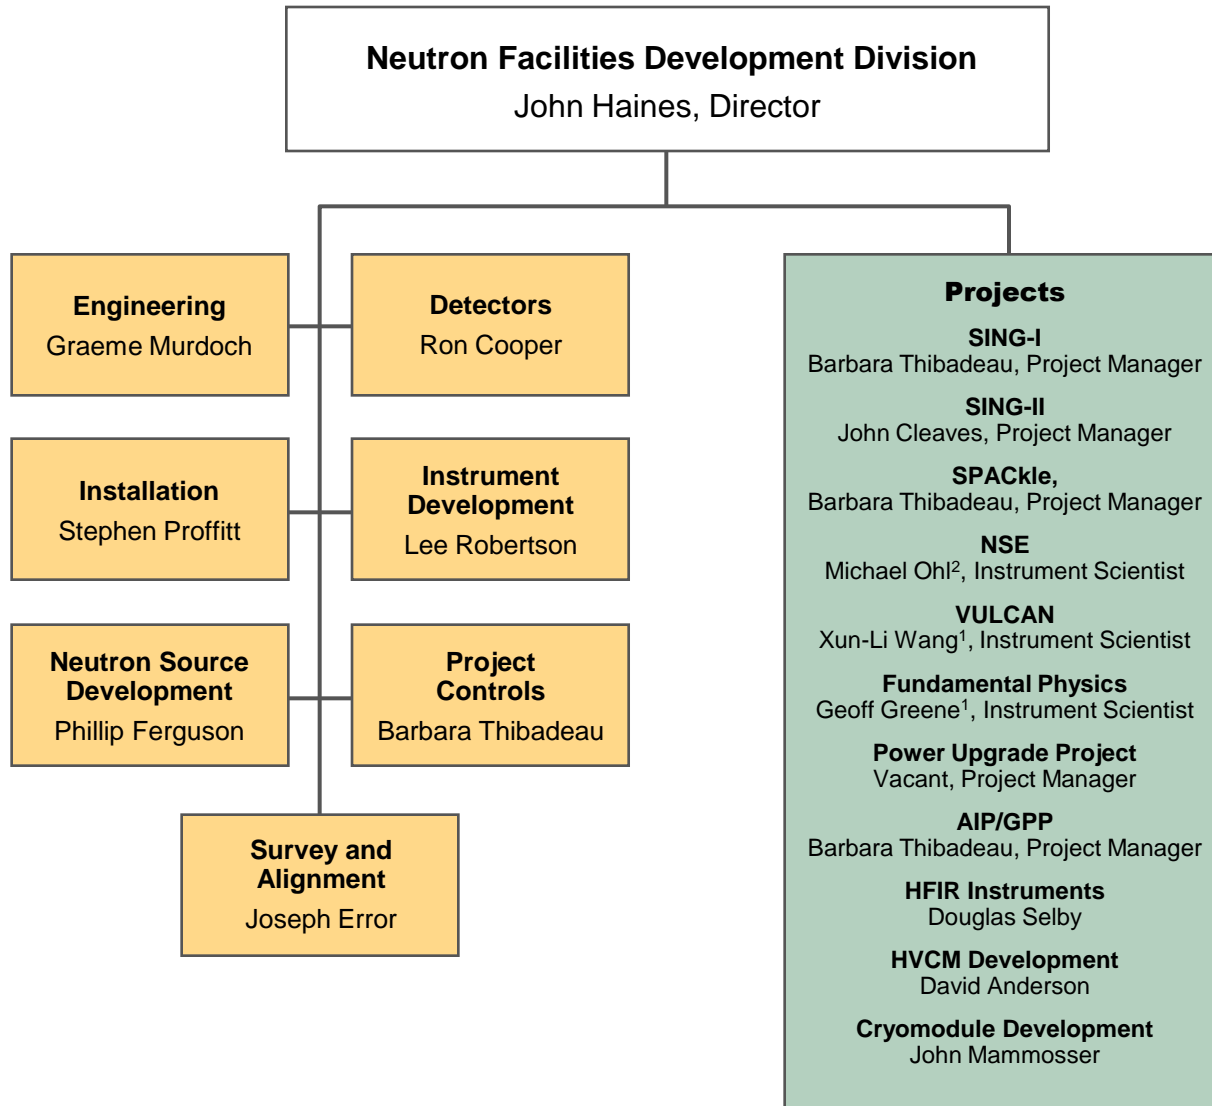 Neutron Facilities Development Division
John Haines, Director
Engineering
Graeme Murdoch
Detectors
Ron Cooper
Installation
Stephen Proffitt
Instrument
Development
Lee Robertson
Neutron Source
Development
Phillip Ferguson
Project
Controls
Barbara Thibadeau
Survey and
Alignment
Joseph Error
Projects
SING-I
Barbara Thibadeau, Project Manager
SING-II
John Cleaves, Project Manager
SPACkle,
Barbara Thibadeau, Project Manager
NSE
Michael Ohl², Instrument Scientist
VULCAN
Xun-Li Wang¹, Instrument Scientist
Fundamental Physics
Geoff Greene¹, Instrument Scientist
Power Upgrade Project
Vacant, Project Manager
AIP/GPP
Barbara Thibadeau, Project Manager
HFIR Instruments
Douglas Selby
HVCM Development
David Anderson
Cryomodule Development
John Mammosser